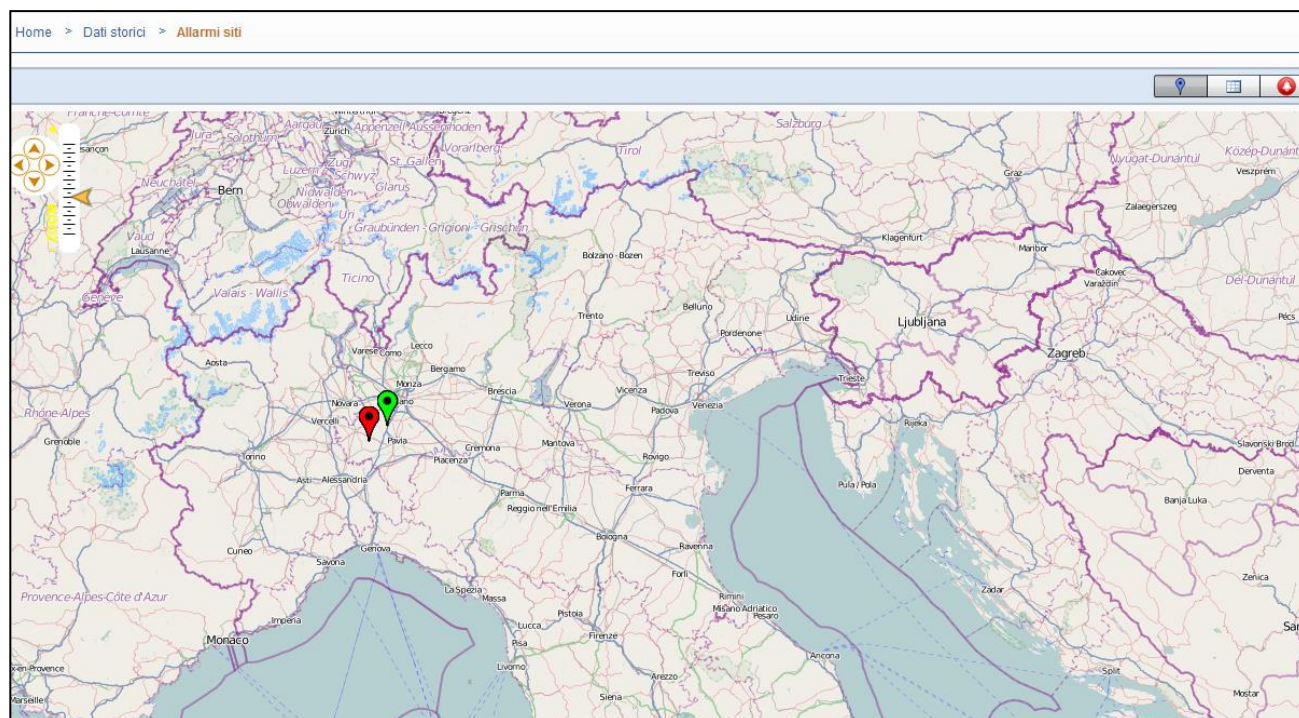 Home > Dati storici > Allarmi siti
Franche-Comté
Jura
Solothurn
Aargau
Zürich
Appenzell Ausserrhoden
Salzburg
Zug
St. Gallen
Vorarlberg
Tirol
Nyugat-Dunántúl
Közép-Dunánt
Luzern
Schwyz
Graz
Veszprém
Neuchâtel
Bern
Nidwalden
Glarus
Obwalden
Uri
Zalaegerszeg
Vaud
Graubünden - Grigioni - Grischun
Klagenfurt
Lausanne
Maribor
Bolzano - Bozen
Čakovec
Ticino
Varaždin
Dél-Dunántúl
Genève
Valais - Wallis
Belluno
Trento
Udine
Ljubljana
Pécs
Pordenone
Lecco
Varese
Como
Zagreb
Aosta
Bergamo
Treviso
Trieste
Monza
Brescia
Vicenza
Novara
Verona
Venezia
Padova
Rhône-Alpes
Vercelli
Rijeka
Grenoble
Pavia
Mantova
Slavonski Brod
Cremona
Torino
Piacenza
Rovigo
Derventa
Asti
Alessandria
Pula / Pola
Ferrara
Parma
Banja Luka
Reggio nell'Emilia
Bologna
Cuneo
Genova
Ravenna
Savona
Forlì
Zenica
La Spezia
Zadar
Provence-Alpes-Côte d'Azur
Massa
Rimini
Misano Adriatico
Pistoia
Pesaro
Imperia
Lucca
Firenze
Monaco
Pisa
Ancona
Livorno
Split
Arezzo
Mostar
Siena
Marseille